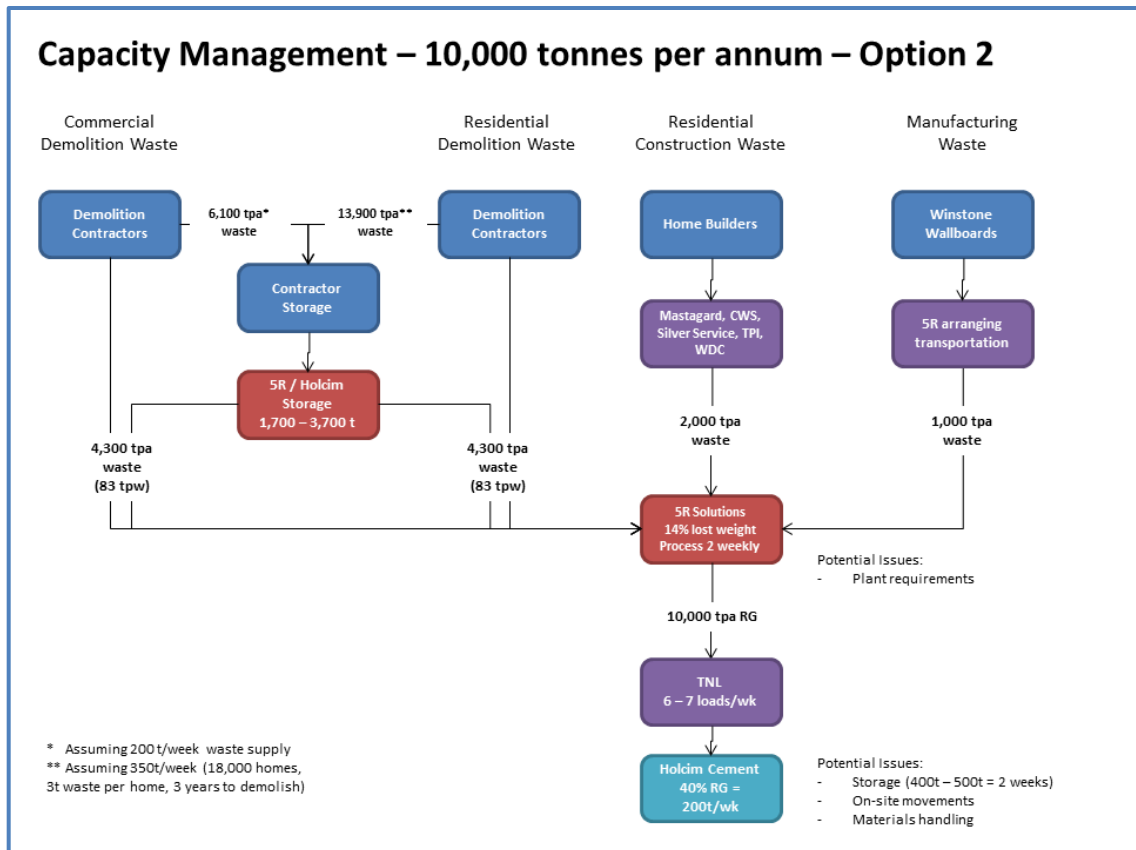 Capacity Management – 10,000 tonnes per annum – Option 2
Commercial
Demolition Waste
Residential
Demolition Waste
Residential
Construction Waste
Manufacturing
Waste
Demolition
Contractors
6,100 tpa*
waste
13,900 tpa**
waste
Demolition
Contractors
Home Builders
Winstone
Wallboards
Contractor
Storage
Mastagard, CWS,
Silver Service, TPI,
WDC
5R arranging
transportation
5R / Holcim
Storage
1,700 – 3,700 t
4,300 tpa
waste
(83 tpw)
4,300 tpa
waste
(83 tpw)
2,000 tpa
waste
1,000 tpa
waste
5R Solutions
14% lost weight
Process 2 weekly
Potential Issues:
- Plant requirements
10,000 tpa RG
TNL
6 – 7 loads/wk
* Assuming 200 t/week waste supply
** Assuming 350t/week (18,000 homes,
3t waste per home, 3 years to demolish)
Holcim Cement
40% RG =
200t/wk
Potential Issues:
- Storage (400t – 500t = 2 weeks)
- On-site movements
- Materials handling